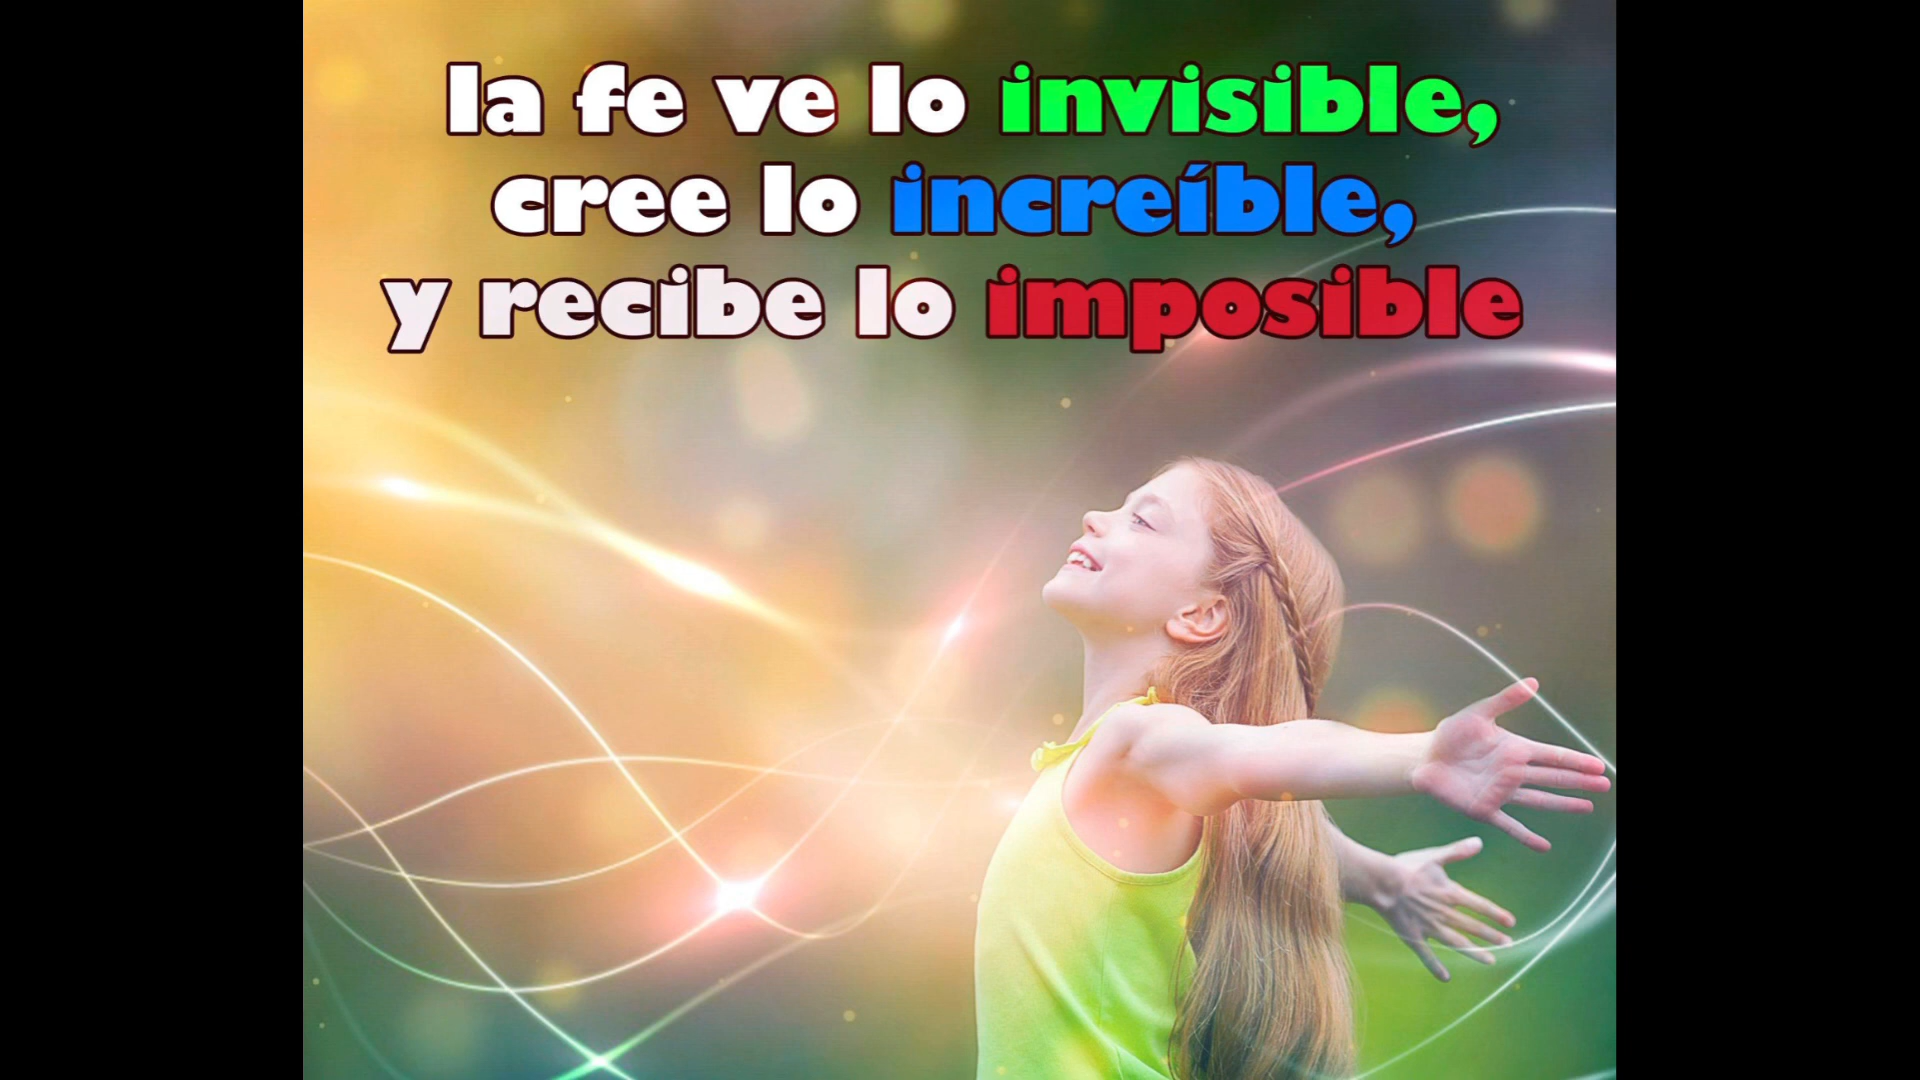 la fe ve lo invisible,
cree lo increíble,
y recibe lo imposible